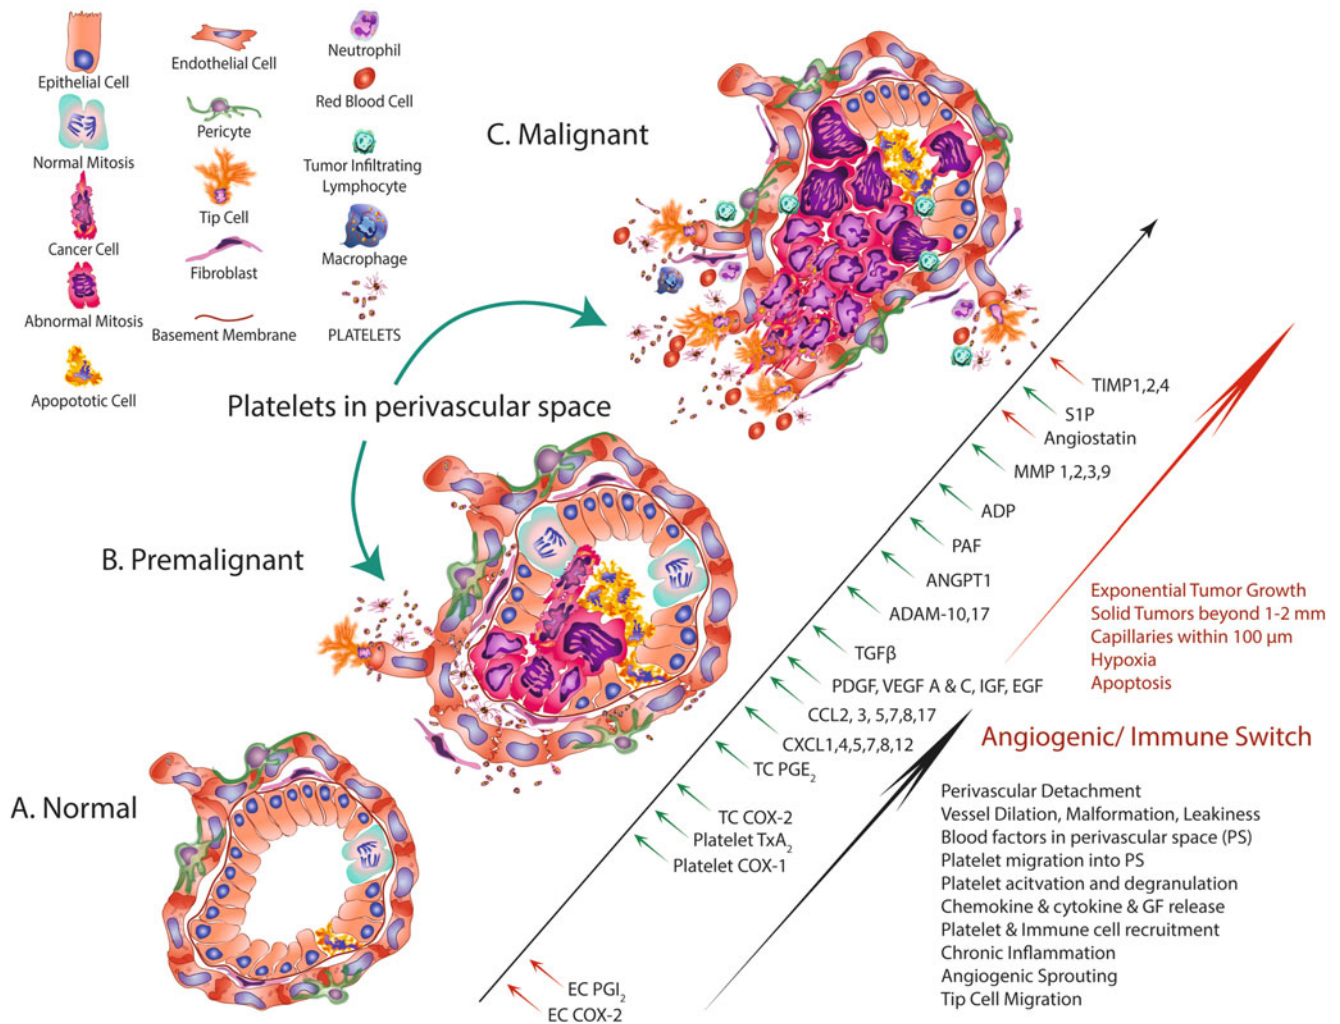 Epithelial Cell
Normal Mitosis
Cancer Cell
Abnormal Mitosis
Apopototic Cell
Endothelial Cell
Pericyte
Tip Cell
Fibroblast
Basement Membrane
Neutrophil
Red Blood Cell
Tumor Infiltrating
Lymphocyte
Macrophage
PLATELETS
C. Malignant
Platelets in perivascular space
B. Premalignant
A. Normal
TIMP1,2,4
S1P
Angiostatin
MMP 1,2,3,9
ADP
PAF
ANGPT1
ADAM-10,17
TGFβ
PDGF, VEGF A & C, IGF, EGF
CCL2, 3, 5,7,8,17
CXCL1,4,5,7,8,12
TC PGE₂
TC COX-2
Platelet TxA₂
Platelet COX-1
EC PGI₂
EC COX-2
Exponential Tumor Growth
Solid Tumors beyond 1-2 mm
Capillaries within 100 μm
Hypoxia
Apoptosis
Angiogenic/ Immune Switch
Perivascular Detachment
Vessel Dilation, Malformation, Leakiness
Blood factors in perivascular space (PS)
Platelet migration into PS
Platelet acitvation and degranulation
Chemokine & cytokine & GF release
Platelet & Immune cell recruitment
Chronic Inflammation
Angiogenic Sprouting
Tip Cell Migration